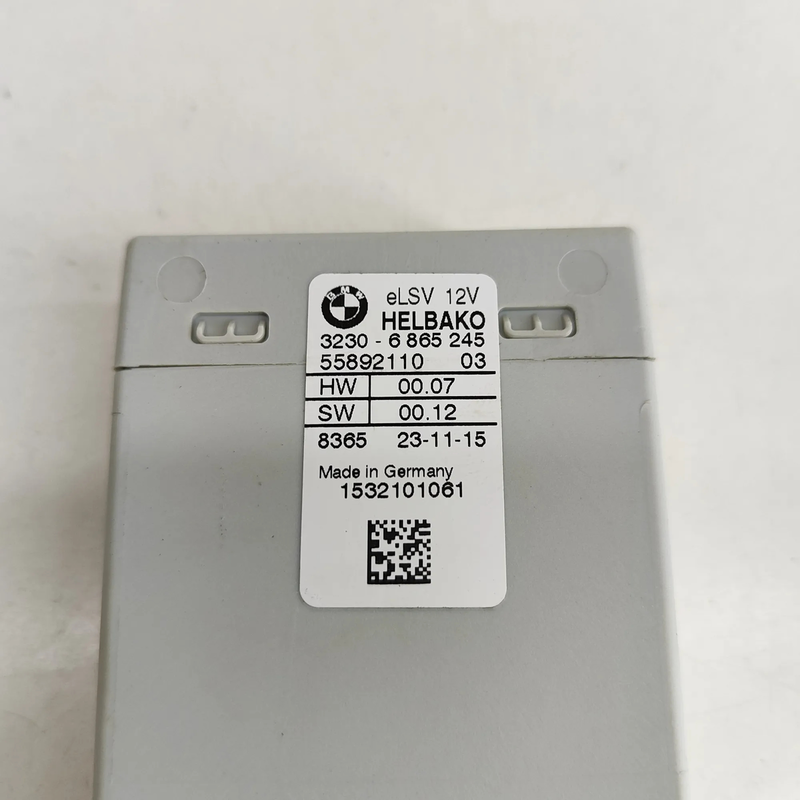 BMW
eLSV 12V
HELBAKO
3230 - 6 865 245
55892110 03
HW 00.07
SW 00.12
8365 23-11-15
Made in Germany
1532101061